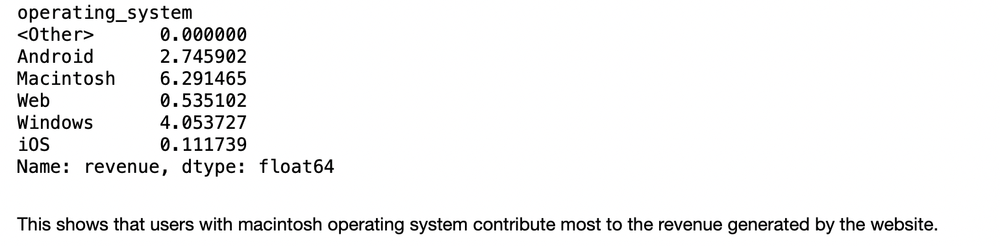 operating_system
<Other>      0.000000
Android      2.745902
Macintosh    6.291465
Web          0.535102
Windows      4.053727
iOS          0.111739
Name: revenue, dtype: float64
This shows that users with macintosh operating system contribute most to the revenue generated by the website.